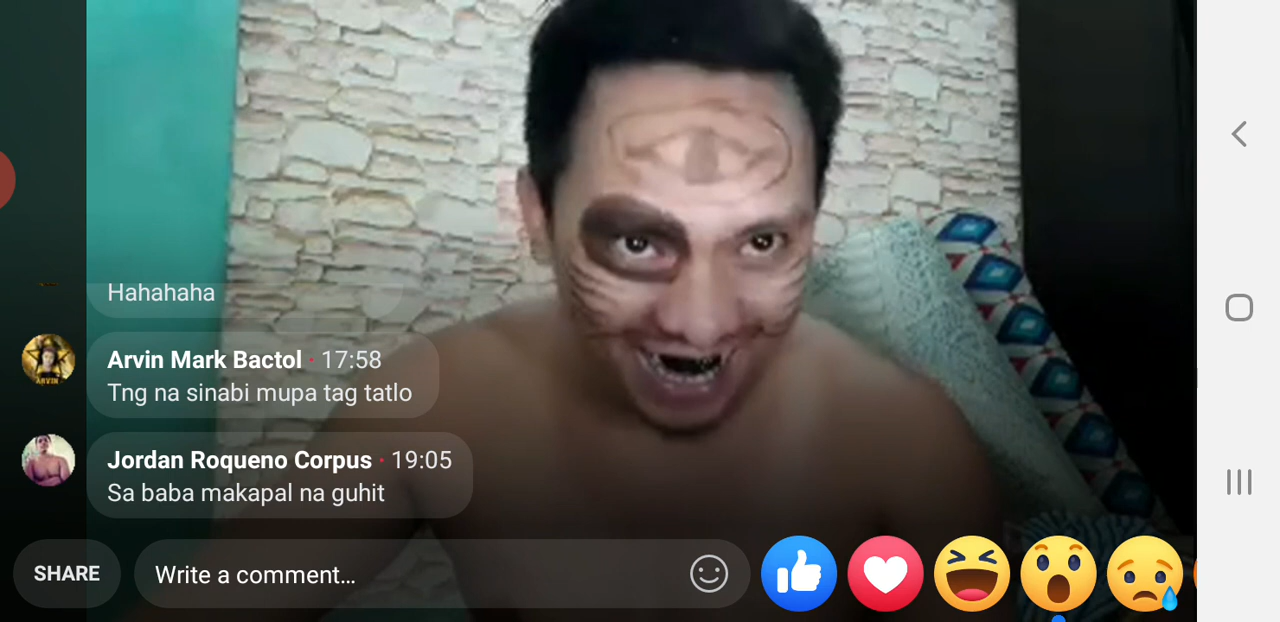 Hahahaha
Arvin Mark Bactol · 17:58
Tng na sinabi mupa tag tatlo
Jordan Roqueno Corpus · 19:05
Sa baba makapal na guhit
SHARE
Write a comment...
ARVIN